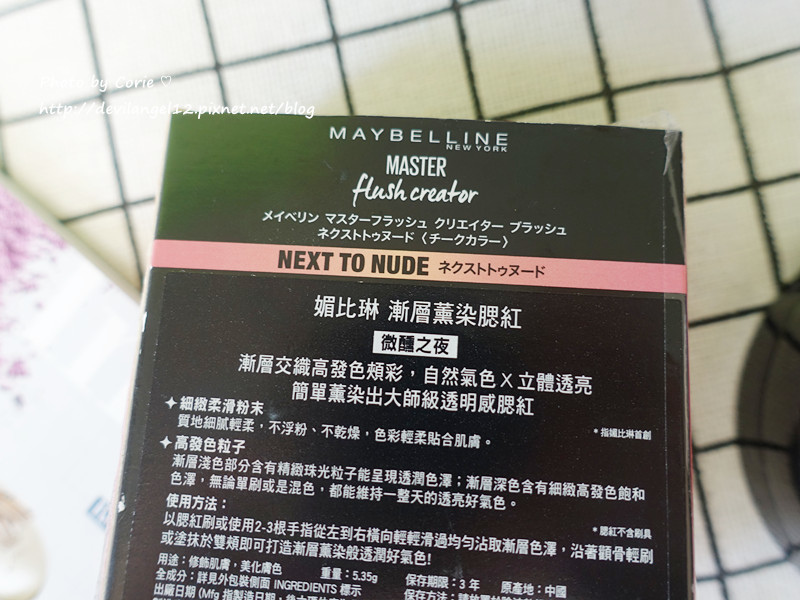 Photo by Corie ♡
http://devilangel12.pixnet.net/blog
MAYBELLINE
NEW YORK
MASTER
flush creator
メイベリン マスターフラッシュ クリエイター ブラッシュ
ネクストトゥヌード〈チークカラー〉
NEXT TO NUDE ネクストトゥヌード
媚比琳 漸層薰染腮紅
微醺之夜
漸層交織高發色頰彩，自然氣色X立體透亮
簡單薰染出大師級透明感腮紅
✦細緻柔滑粉末
*指媚比琳首創
質地細膩輕柔，不浮粉、不乾燥，色彩輕柔貼合肌膚。
✦高發色粒子
漸層淺色部分含有精緻珠光粒子能呈現透潤色澤；漸層深色含有細緻高發色飽和
色澤，無論單刷或是混色，都能維持一整天的透亮好氣色。
使用方法：
*腮紅不含刷具
以腮紅刷或使用2-3根手指從左到右橫向輕輕滑過均勻沾取漸層色澤，沿著顴骨輕刷
或塗抹於雙頰即可打造漸層薰染般透潤好氣色!
用途：修飾肌膚，美化膚色 重量：5.35g 保存期限：3 年 原產地：中國
全成分：詳見外包裝側面 INGREDIENTS 標示
出廠日期 (Mfg 指製造日期，
保存方法：